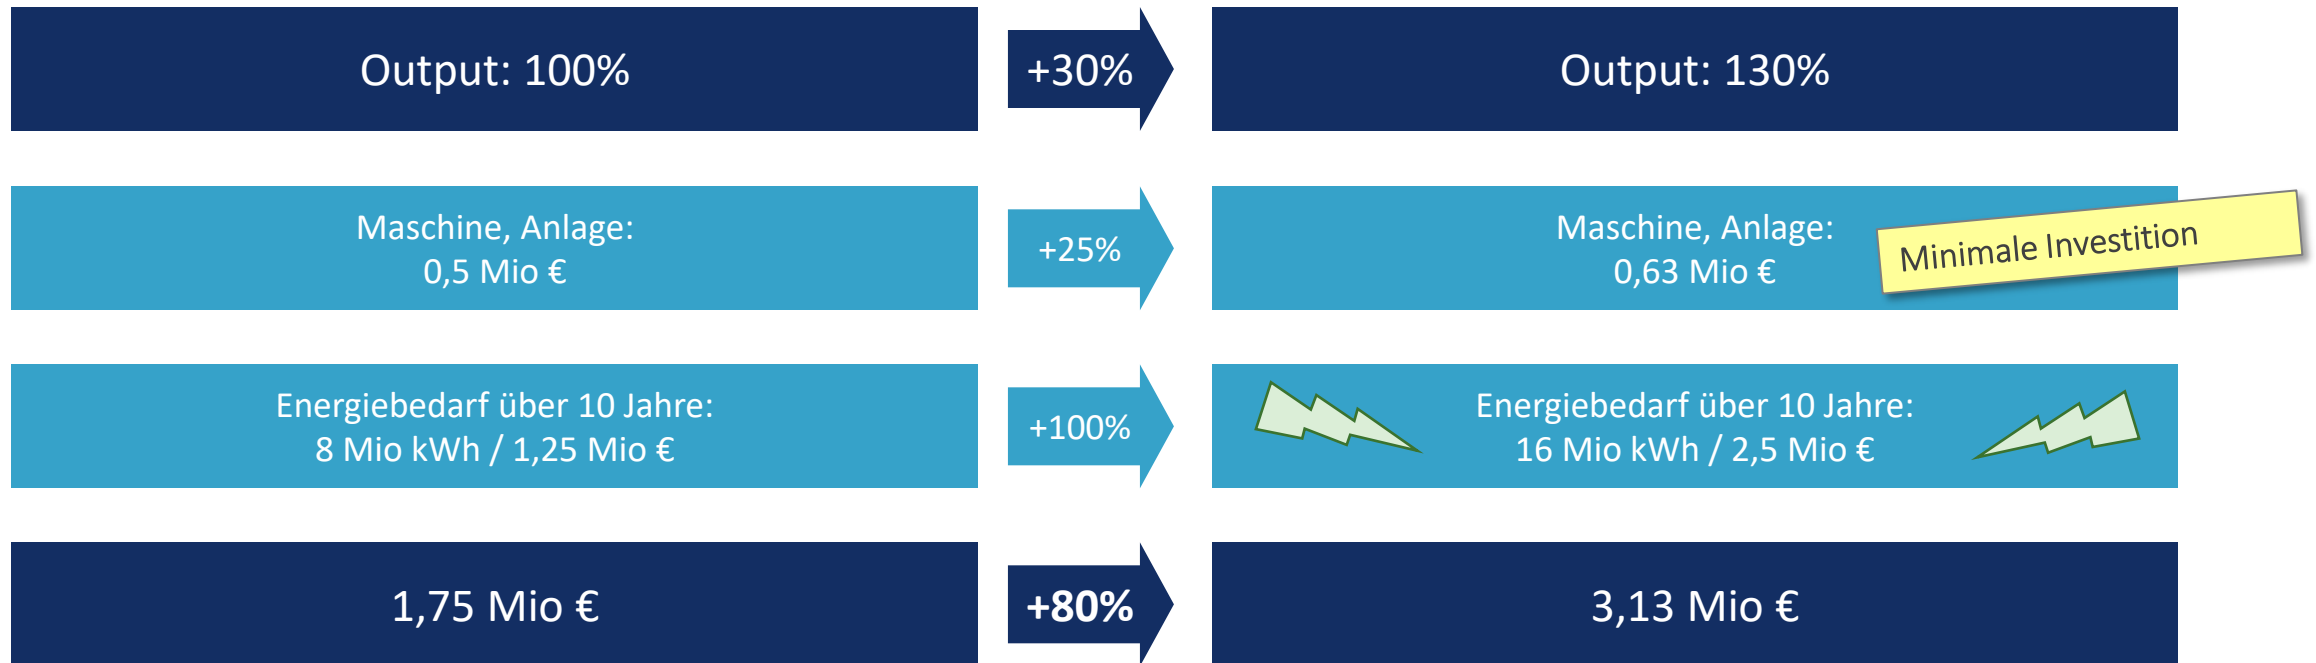 Output: 100%
+30%
Output: 130%
Maschine, Anlage:
0,5 Mio €
+25%
Maschine, Anlage:
0,63 Mio €
Minimale Investition
Energiebedarf über 10 Jahre:
8 Mio kWh / 1,25 Mio €
+100%
Energiebedarf über 10 Jahre:
16 Mio kWh / 2,5 Mio €
1,75 Mio €
+80%
3,13 Mio €